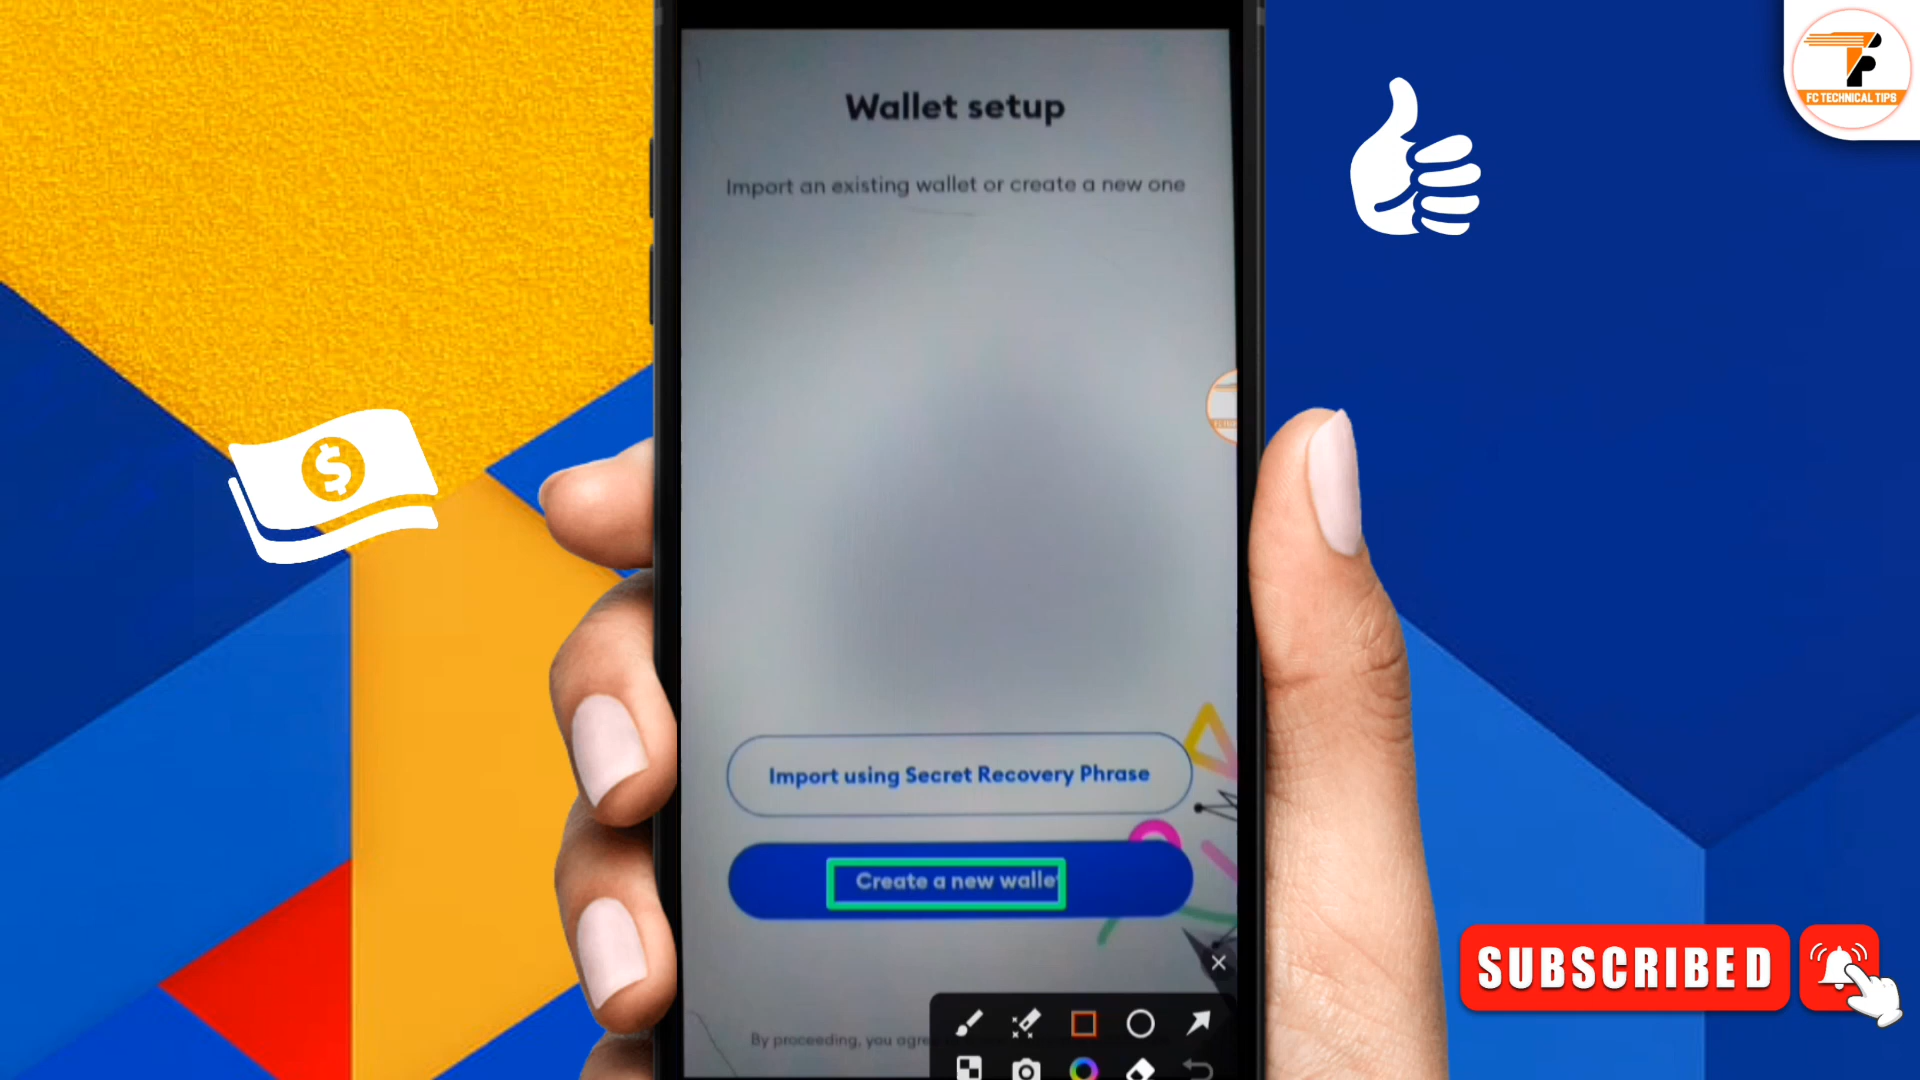 Wallet setup
Import an existing wallet or create a new one
FC TECHNICAL TIPS
$
Import using Secret Recovery Phrase
Create a new walle
SUBSCRIBED
By proceeding, you agre